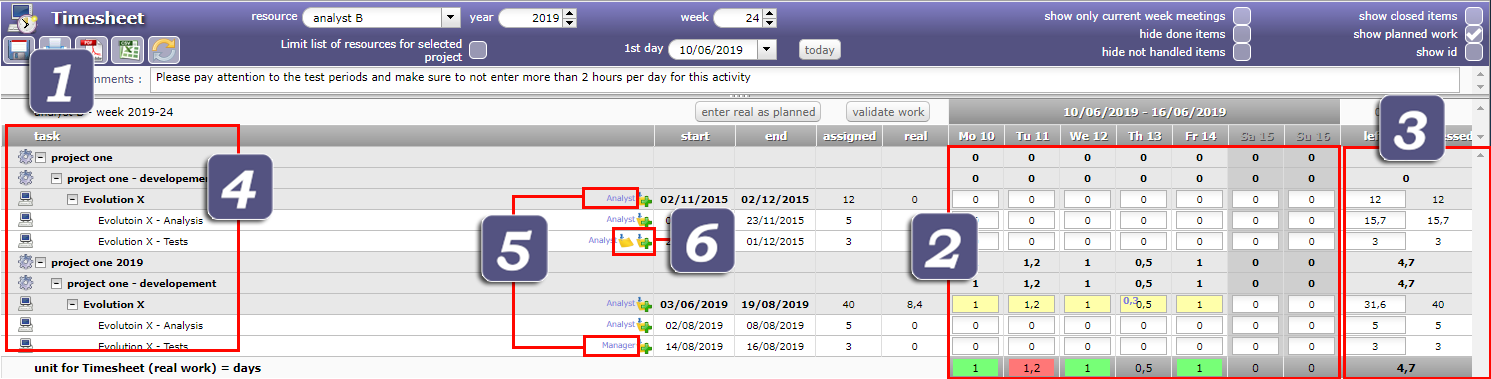 Timesheet resource analyst B year 2019 week 24 show only current week meetings show closed items
hide done items show planned work
Limit list of resources for selected project 1st day 10/06/2019 today hide not handled items show id
PDF CSV
1 mments : Please pay attention to the test periods and make sure to not enter more than 2 hours per day for this activity
- week 2019-24 enter real as planned validate work 10/06/2019 - 16/06/2019
task start end assigned real Mo 10 Tu 11 We 12 Th 13 Fr 14 Sa 15 Su 16 3
project one 0 0 0 0 0 0 0
project one - developemen 4 0 0 0 0 0 0 0 0
Evolution X Analyst 02/11/2015 02/12/2015 12 0 0 0 0 0 0 0 0 12 12
Evolutoin X - Analysis Analyst 23/11/2015 5 0 0 0 0 0 0 0 15,7 15,7
Evolution X - Tests Analyst 01/12/2015 3 0 0 0 0 0 0 0 3 3
5 6 2
project one 2019 1,2 1 0,5 1 0 0 4,7
project one - developement 1 1,2 1 0,5 1 0 0 4,7
Evolution X Analyst 03/06/2019 19/08/2019 40 8,4 1 1,2 1 0,3 0,5 1 0 0 31,6 40
Evolutoin X - Analysis 02/08/2019 08/08/2019 5 0 0 0 0 0 0 0 0 5 5
Evolution X - Tests Manager 14/08/2019 16/08/2019 3 0 0 0 0 0 0 0 0 3 3
unit for Timesheet (real work) = days 1 1,2 1 0,5 1 0 0 4,7